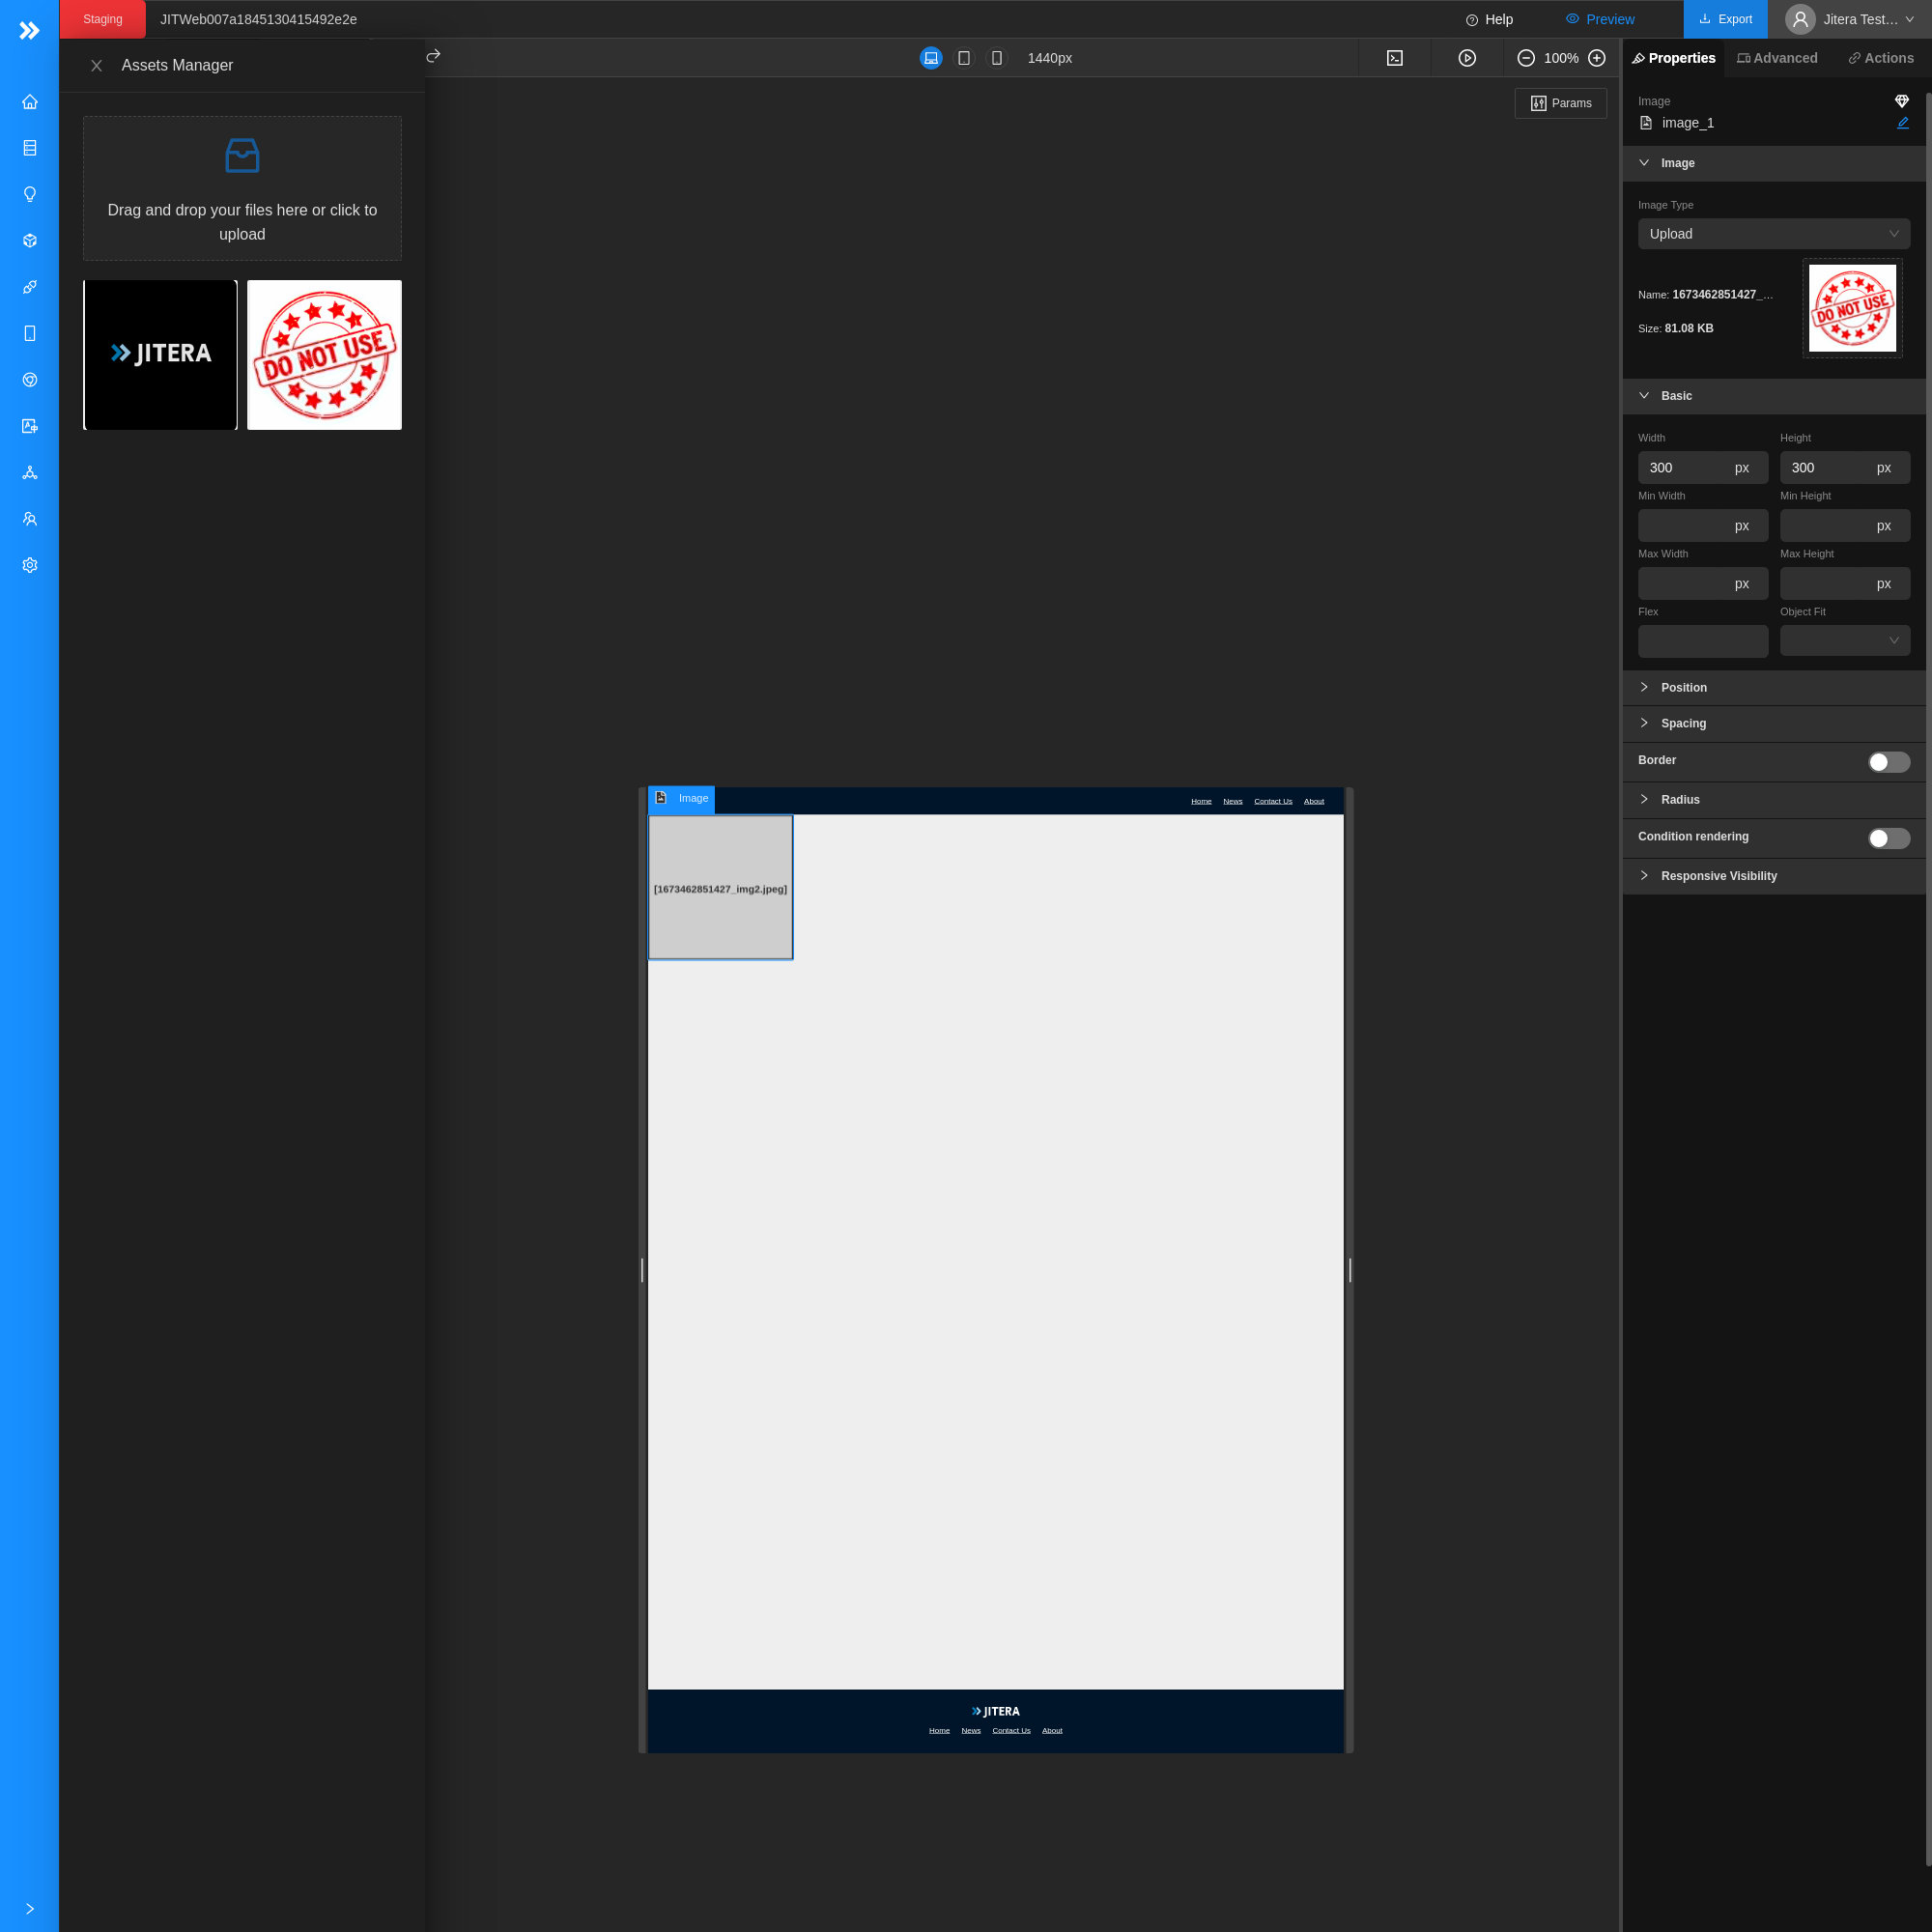 Staging
JITWeb007a1845130415492e2e
Help
Preview
Export
Jitera Test...
Assets Manager
1440px
100%
Properties
Advanced
Actions
Params
Drag and drop your files here or click to
upload
JITERA
DO NOT USE
Image
image_1
Image
Image Type
Upload
Name: 1673462851427_...
Size: 81.08 KB
DO NOT USE
Basic
Width
Height
300 px
300 px
Min Width
Min Height
px
px
Max Width
Max Height
px
px
Flex
Object Fit
Position
Spacing
Border
Radius
Condition rendering
Responsive Visibility
Image
Home News Contact Us About
[1673462851427_img2.jpeg]
JITERA
Home News Contact Us About